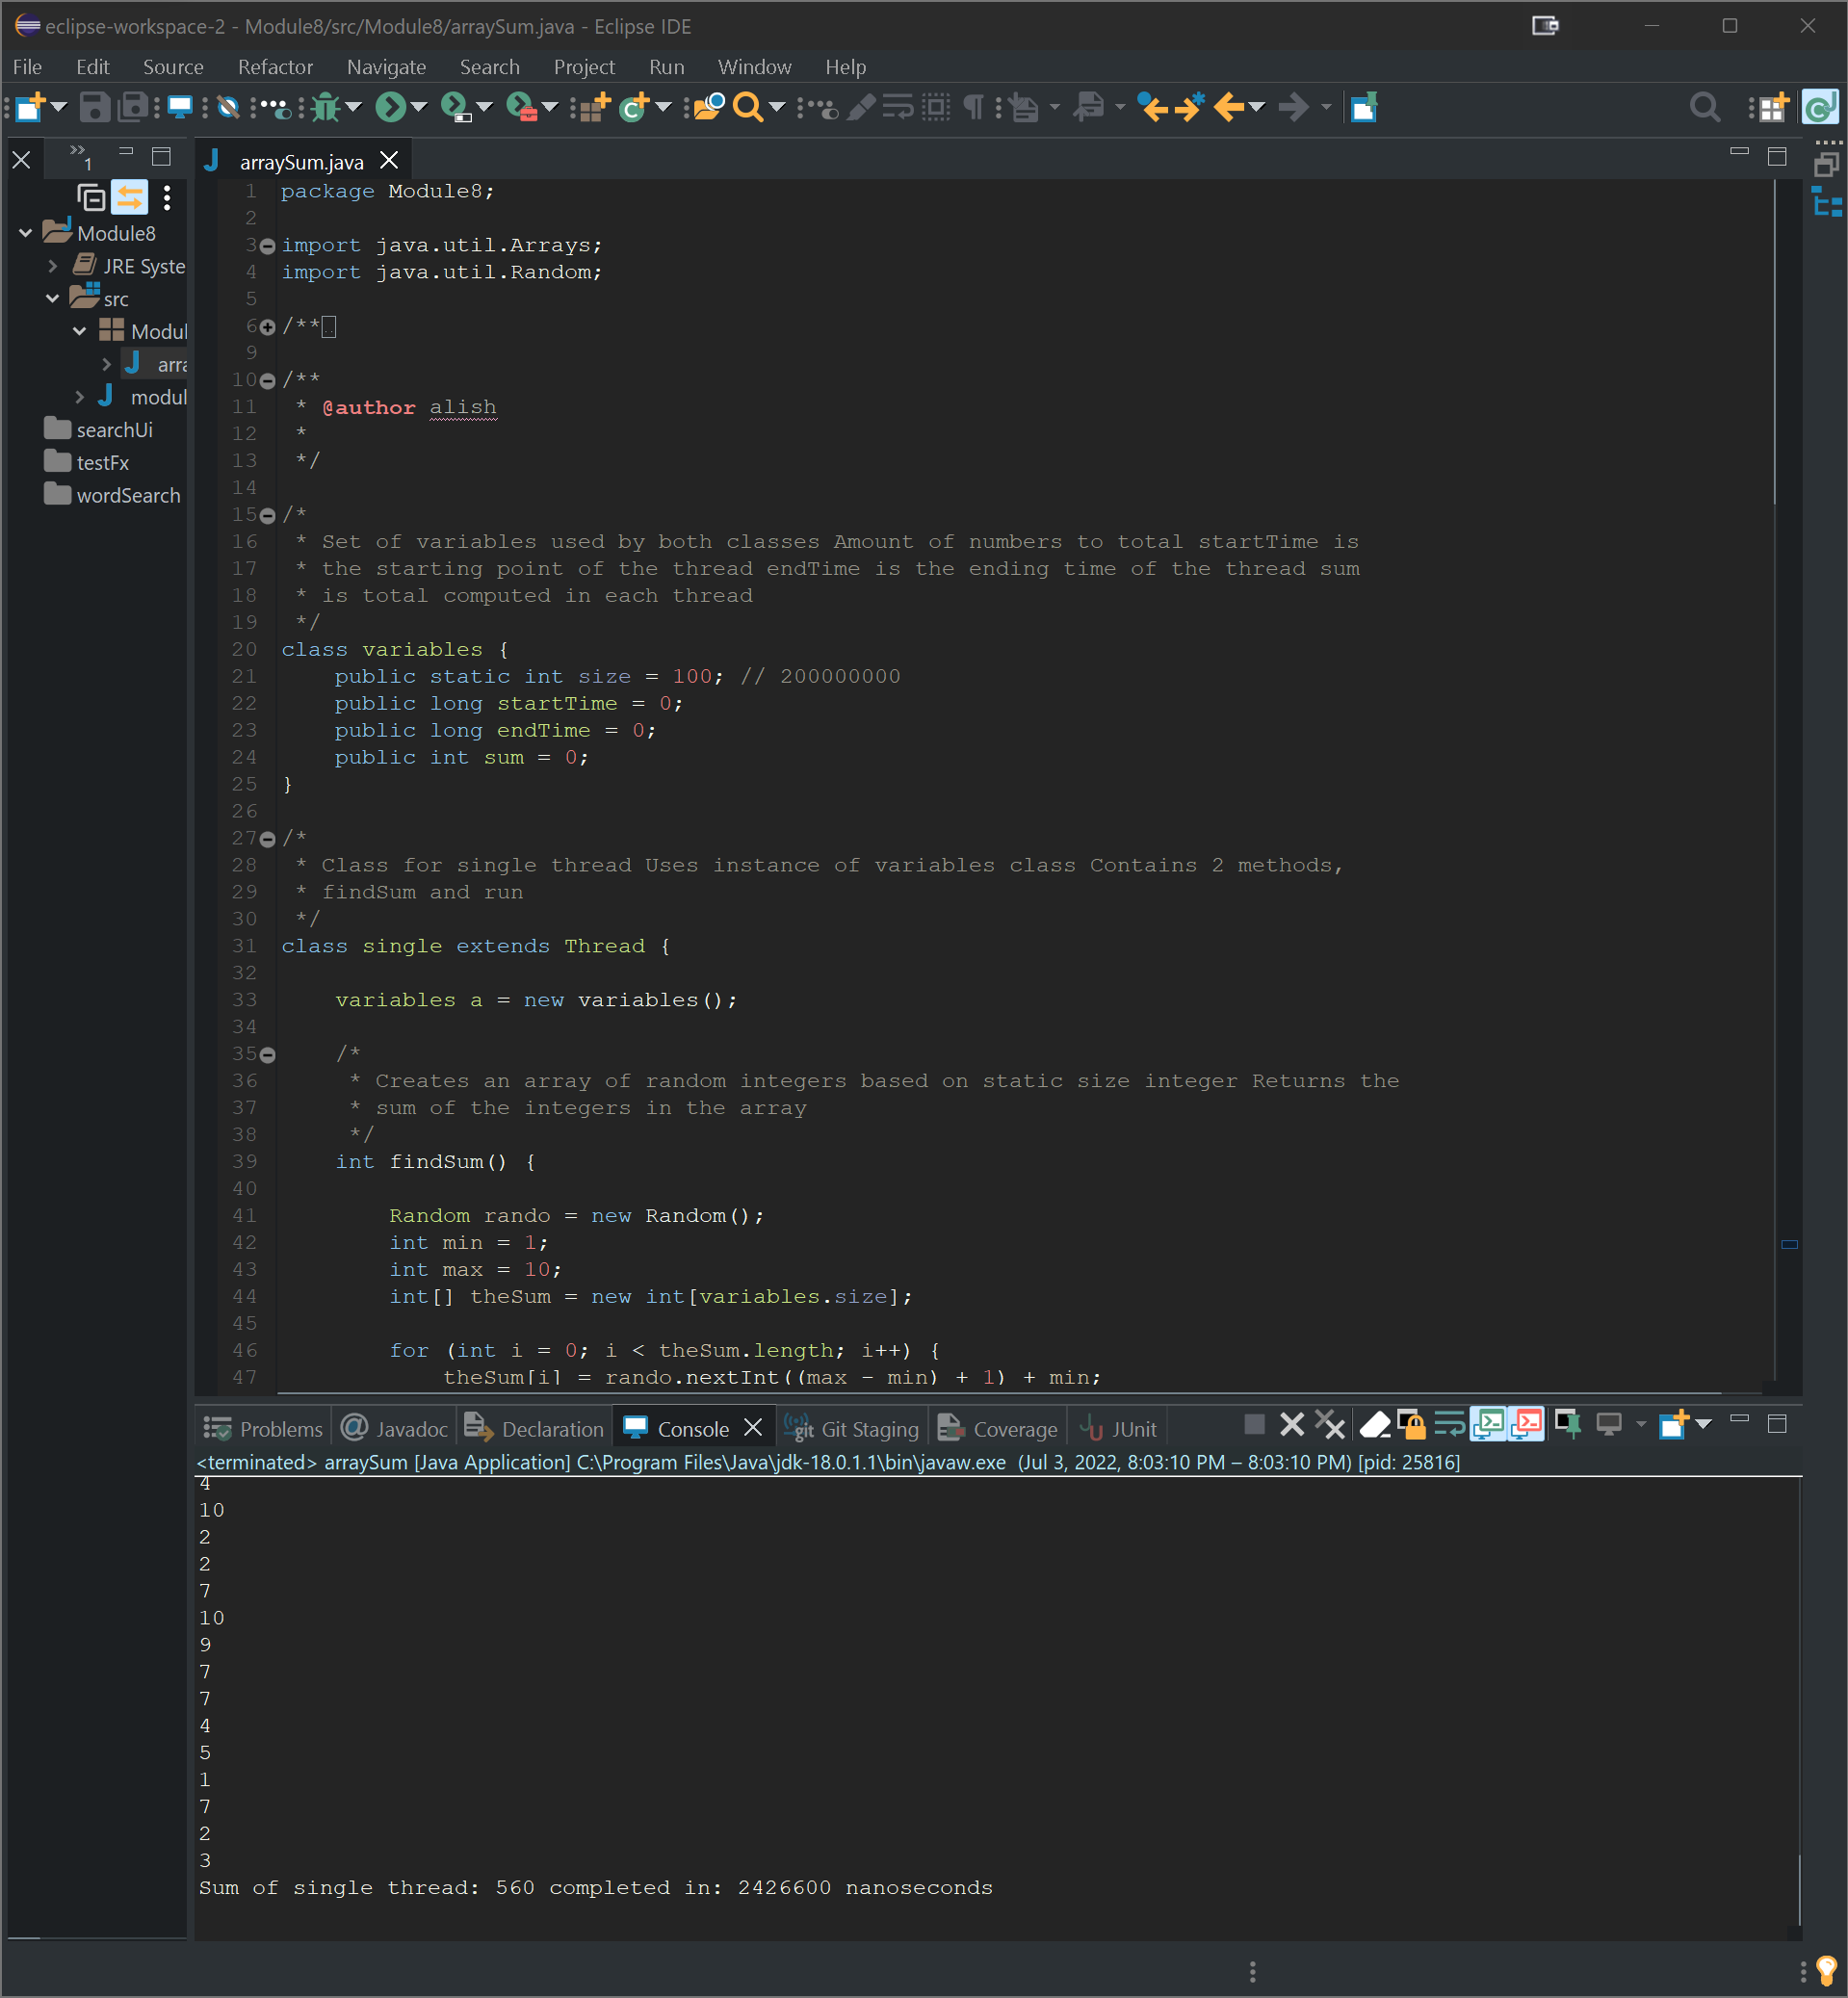 eclipse-workspace-2 - Module8/src/Module8/arraySum.java - Eclipse IDE
File Edit Source Refactor Navigate Search Project Run Window Help
1
Module8
JRE Syste
src
Modul
arra
modul
searchUi
testFx
wordSearch
arraySum.java
1 package Module8;
2
3 import java.util.Arrays;
4 import java.util.Random;
5
6 /**
9
10 /**
11  * @author alish
12  *
13  */
14
15 /*
16  * Set of variables used by both classes Amount of numbers to total startTime is
17  * the starting point of the thread endTime is the ending time of the thread sum
18  * is total computed in each thread
19  */
20 class variables {
21     public static int size = 100; // 200000000
22     public long startTime = 0;
23     public long endTime = 0;
24     public int sum = 0;
25 }
26
27 /*
28  * Class for single thread Uses instance of variables class Contains 2 methods,
29  * findSum and run
30  */
31 class single extends Thread {
32
33     variables a = new variables();
34
35     /*
36      * Creates an array of random integers based on static size integer Returns the
37      * sum of the integers in the array
38      */
39     int findSum() {
40
41         Random rando = new Random();
42         int min = 1;
43         int max = 10;
44         int[] theSum = new int[variables.size];
45
46         for (int i = 0; i < theSum.length; i++) {
47             theSum[i] = rando.nextInt((max - min) + 1) + min;
Problems @ Javadoc Declaration Console Git Staging Coverage JUnit
<terminated> arraySum [Java Application] C:\Program Files\Java\jdk-18.0.1.1\bin\javaw.exe (Jul 3, 2022, 8:03:10 PM – 8:03:10 PM) [pid: 25816]
4
10
2
2
7
10
9
7
7
4
5
1
7
2
3
Sum of single thread: 560 completed in: 2426600 nanoseconds